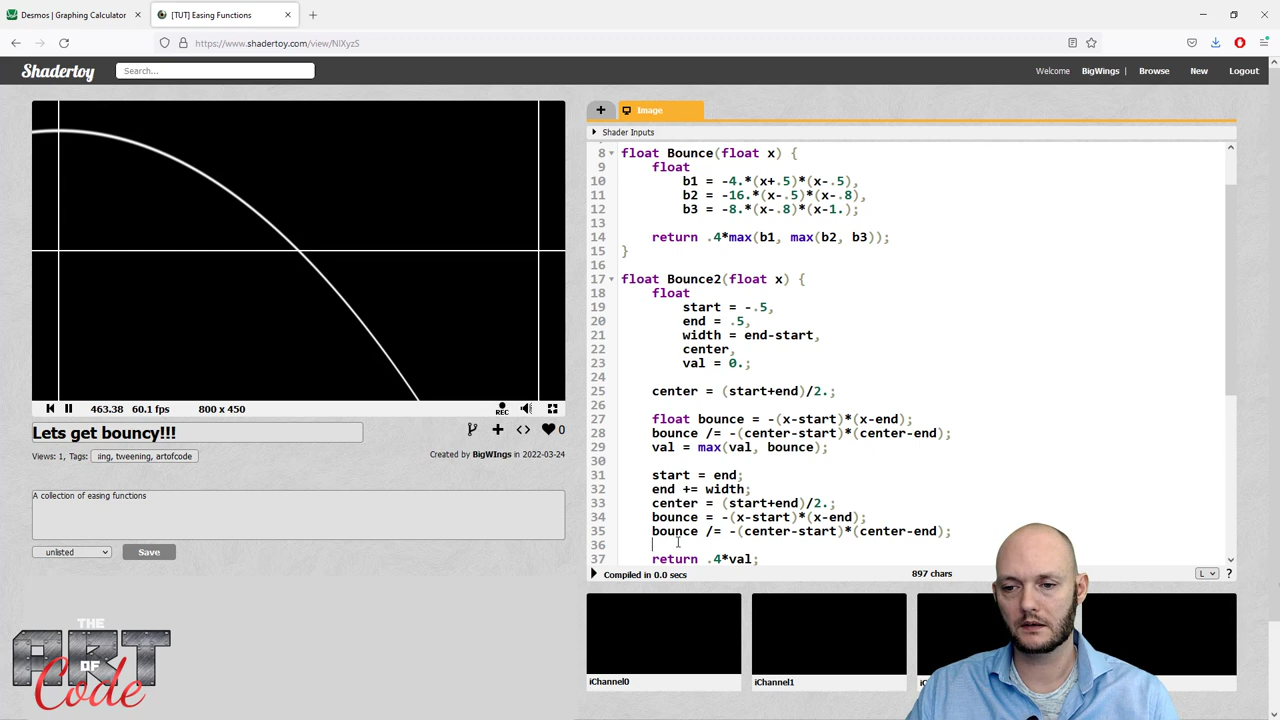 Desmos | Graphing Calculator
[TUT] Easing Functions
https://www.shadertoy.com/view/NlXyzS
Shadertoy
Search...
Welcome BigWings | Browse New Logout
+ Image
Shader Inputs
8 float Bounce(float x) {
9 float
10 b1 = -4.*(x+.5)*(x-.5),
11 b2 = -16.*(x-.5)*(x-.8),
12 b3 = -8.*(x-.8)*(x-1.);
13
14 return .4*max(b1, max(b2, b3));
15 }
16
17 float Bounce2(float x) {
18 float
19 start = -.5,
20 end = .5,
21 width = end-start,
22 center,
23 val = 0.;
24
25 center = (start+end)/2.;
26
27 float bounce = -(x-start)*(x-end);
28 bounce /= -(center-start)*(center-end);
29 val = max(val, bounce);
30
31 start = end;
32 end += width;
33 center = (start+end)/2.;
34 bounce = -(x-start)*(x-end);
35 bounce /= -(center-start)*(center-end);
36
37 return .4*val;
463.38 60.1 fps 800 x 450
REC
Lets get bouncy!!!
0
Views: 1, Tags: ing, tweening, artofcode
Created by BigWIngs in 2022-03-24
A collection of easing functions
unlisted
Save
Compiled in 0.0 secs
897 chars
L
?
iChannel0
iChannel1
THE
ART
OF
Code